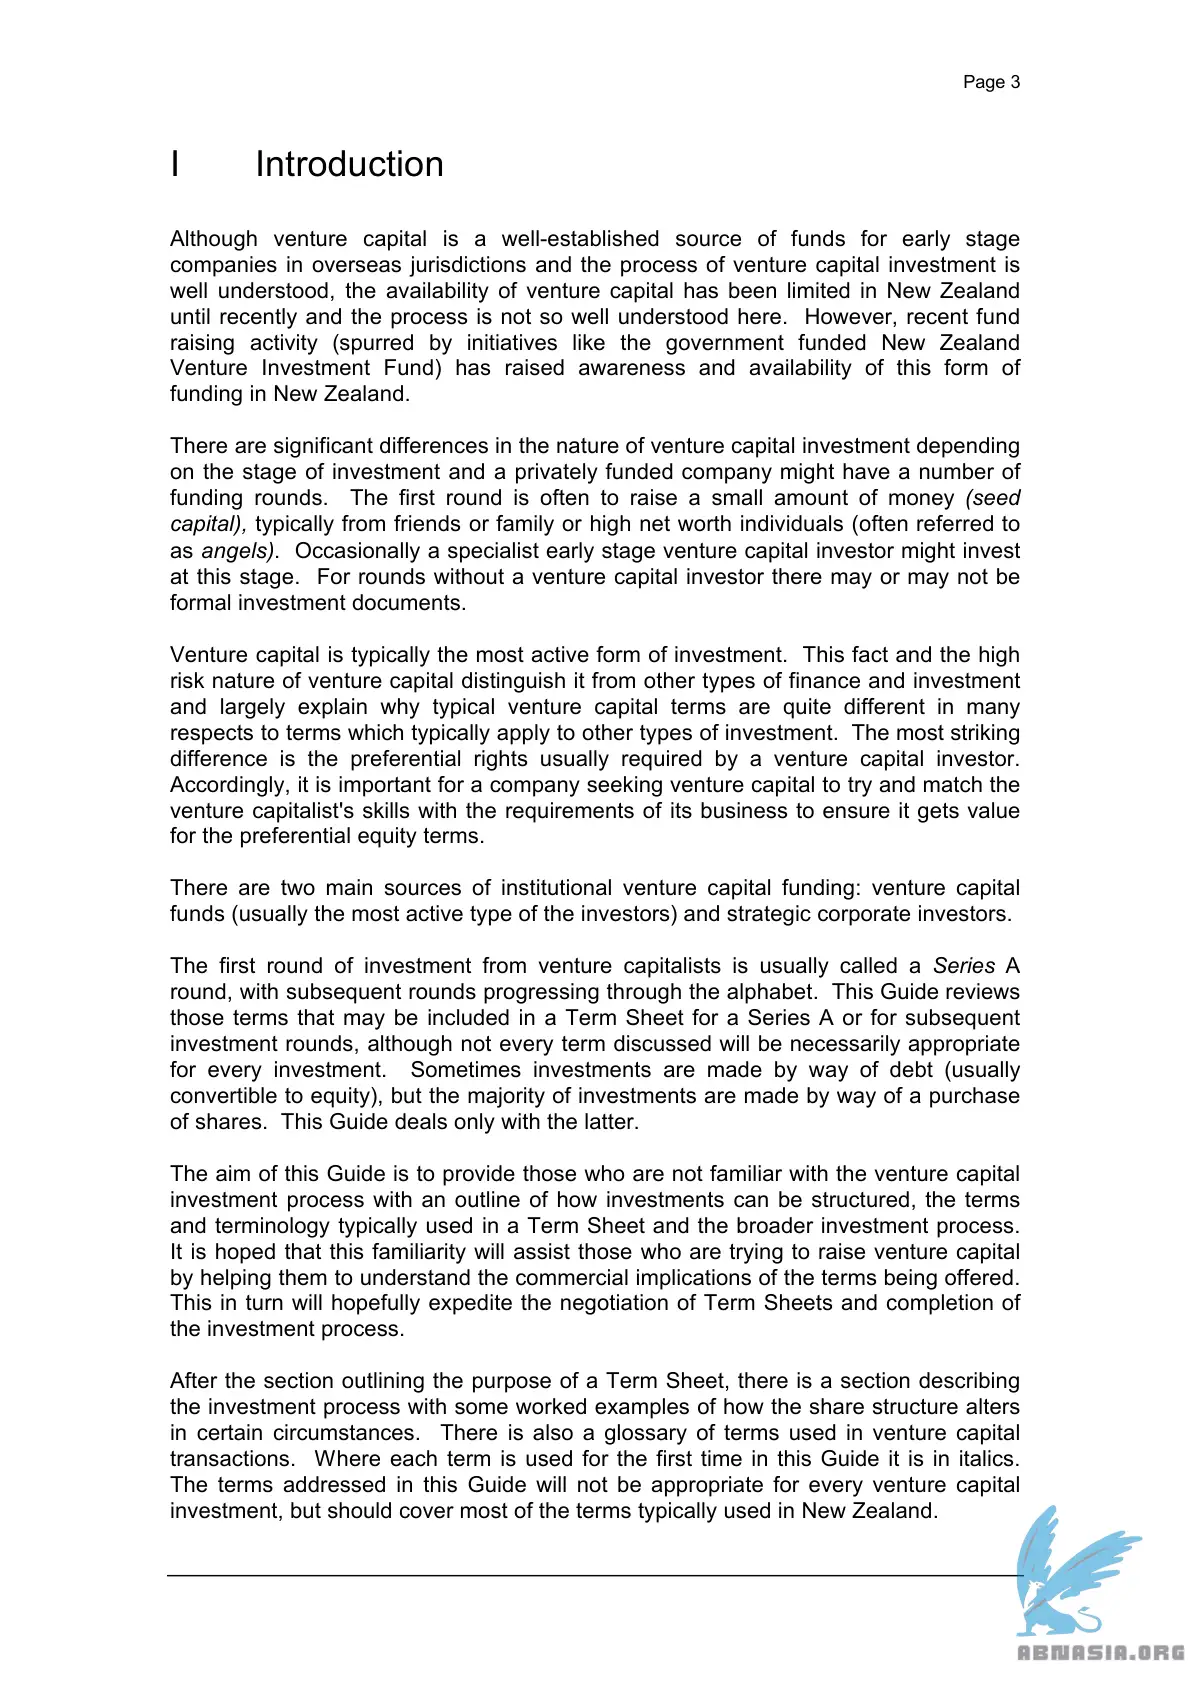 Page 3
I Introduction
Although venture capital is a well-established source of funds for early stage
companies in overseas jurisdictions and the process of venture capital investment is
well understood, the availability of venture capital has been limited in New Zealand
until recently and the process is not so well understood here. However, recent fund
raising activity (spurred by initiatives like the government funded New Zealand
Venture Investment Fund) has raised awareness and availability of this form of
funding in New Zealand.
There are significant differences in the nature of venture capital investment depending
on the stage of investment and a privately funded company might have a number of
funding rounds. The first round is often to raise a small amount of money (seed
capital), typically from friends or family or high net worth individuals (often referred to
as angels). Occasionally a specialist early stage venture capital investor might invest
at this stage. For rounds without a venture capital investor there may or may not be
formal investment documents.
Venture capital is typically the most active form of investment. This fact and the high
risk nature of venture capital distinguish it from other types of finance and investment
and largely explain why typical venture capital terms are quite different in many
respects to terms which typically apply to other types of investment. The most striking
difference is the preferential rights usually required by a venture capital investor.
Accordingly, it is important for a company seeking venture capital to try and match the
venture capitalist's skills with the requirements of its business to ensure it gets value
for the preferential equity terms.
There are two main sources of institutional venture capital funding: venture capital
funds (usually the most active type of the investors) and strategic corporate investors.
The first round of investment from venture capitalists is usually called a Series A
round, with subsequent rounds progressing through the alphabet. This Guide reviews
those terms that may be included in a Term Sheet for a Series A or for subsequent
investment rounds, although not every term discussed will be necessarily appropriate
for every investment. Sometimes investments are made by way of debt (usually
convertible to equity), but the majority of investments are made by way of a purchase
of shares. This Guide deals only with the latter.
The aim of this Guide is to provide those who are not familiar with the venture capital
investment process with an outline of how investments can be structured, the terms
and terminology typically used in a Term Sheet and the broader investment process.
It is hoped that this familiarity will assist those who are trying to raise venture capital
by helping them to understand the commercial implications of the terms being offered.
This in turn will hopefully expedite the negotiation of Term Sheets and completion of
the investment process.
After the section outlining the purpose of a Term Sheet, there is a section describing
the investment process with some worked examples of how the share structure alters
in certain circumstances. There is also a glossary of terms used in venture capital
transactions. Where each term is used for the first time in this Guide it is in italics.
The terms addressed in this Guide will not be appropriate for every venture capital
investment, but should cover most of the terms typically used in New Zealand.
ABNASIA.ORG